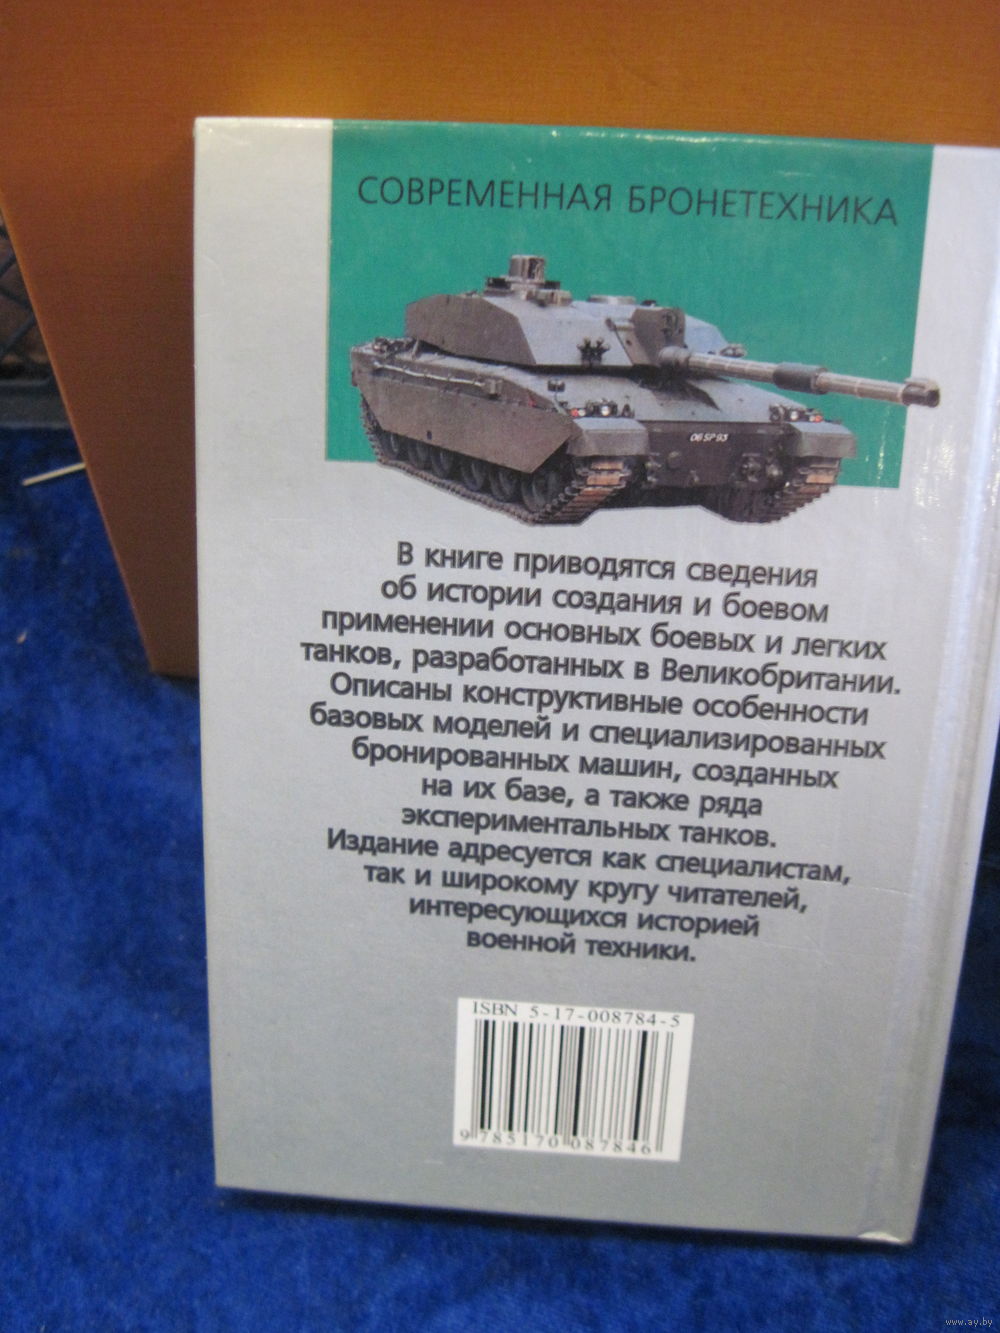 СОВРЕМЕННАЯ БРОНЕТЕХНИКА
06 SP 93
В книге приводятся сведения
об истории создания и боевом
применении основных боевых и легких
танков, разработанных в Великобритании.
Описаны конструктивные особенности
базовых моделей и специализированных
бронированных машин, созданных
на их базе, а также ряда
экспериментальных танков.
Издание адресуется как специалистам,
так и широкому кругу читателей,
интересующихся историей
военной техники.
ISBN 5-17-008784-5
9 785170 087846
www.ay.by